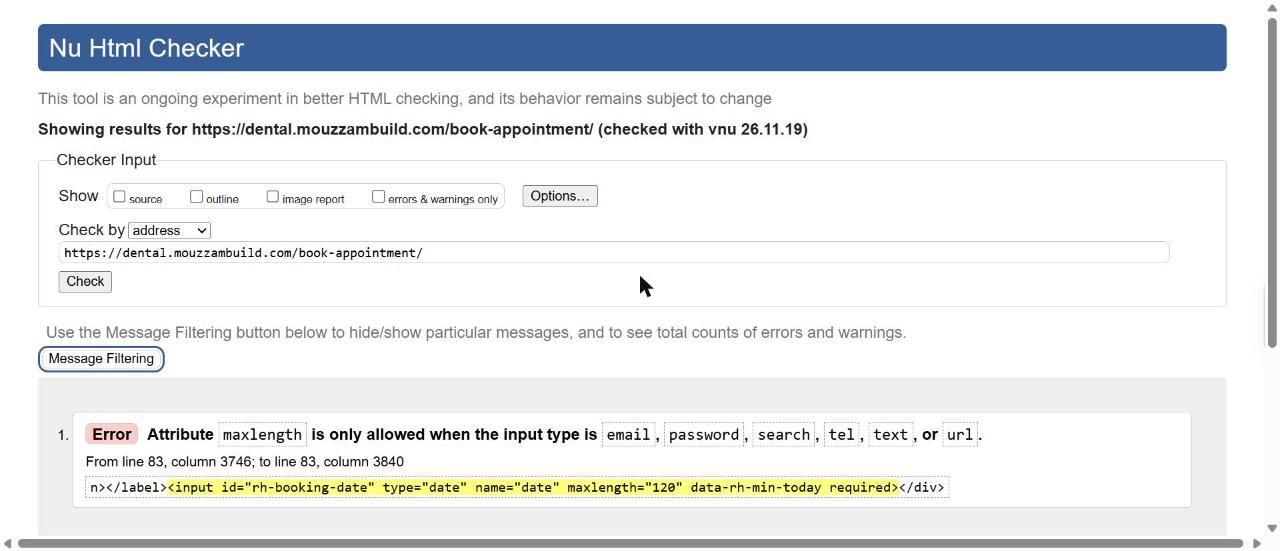 Nu Html Checker
This tool is an ongoing experiment in better HTML checking, and its behavior remains subject to change
Showing results for https://dental.mouzzambuild.com/book-appointment/ (checked with vnu 26.11.19)
Checker Input
Show source outline image report errors & warnings only Options...
Check by address
https://dental.mouzzambuild.com/book-appointment/
Check
Use the Message Filtering button below to hide/show particular messages, and to see total counts of errors and warnings.
Message Filtering
1. Error Attribute maxlength is only allowed when the input type is email, password, search, tel, text, or url.
From line 83, column 3746; to line 83, column 3840
n></label><input id="rh-booking-date" type="date" name="date" maxlength="120" data-rh-min-today required></div>